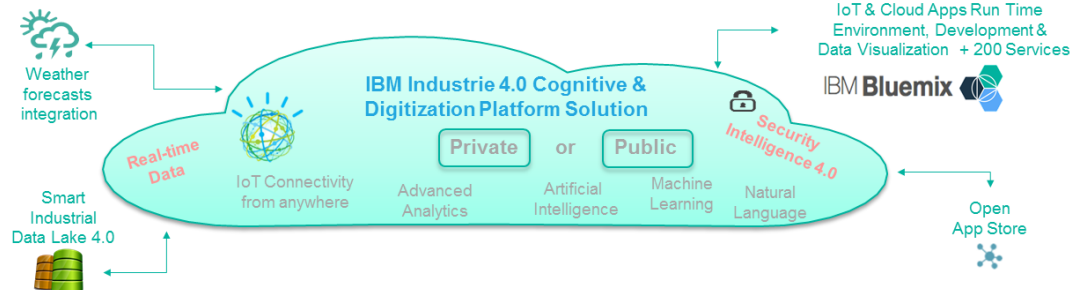 Weather
forecasts
integration
Smart
Industrial
Data Lake 4.0
IBM Industrie 4.0 Cognitive &
Digitization Platform Solution
Private or Public
Real-time
Data
IoT Connectivity
from anywhere
Advanced
Analytics
Artificial
Intelligence
Machine
Learning
Natural
Language
Security
Intelligence 4.0
IoT & Cloud Apps Run Time
Environment, Development &
Data Visualization + 200 Services
IBM Bluemix
Open
App Store